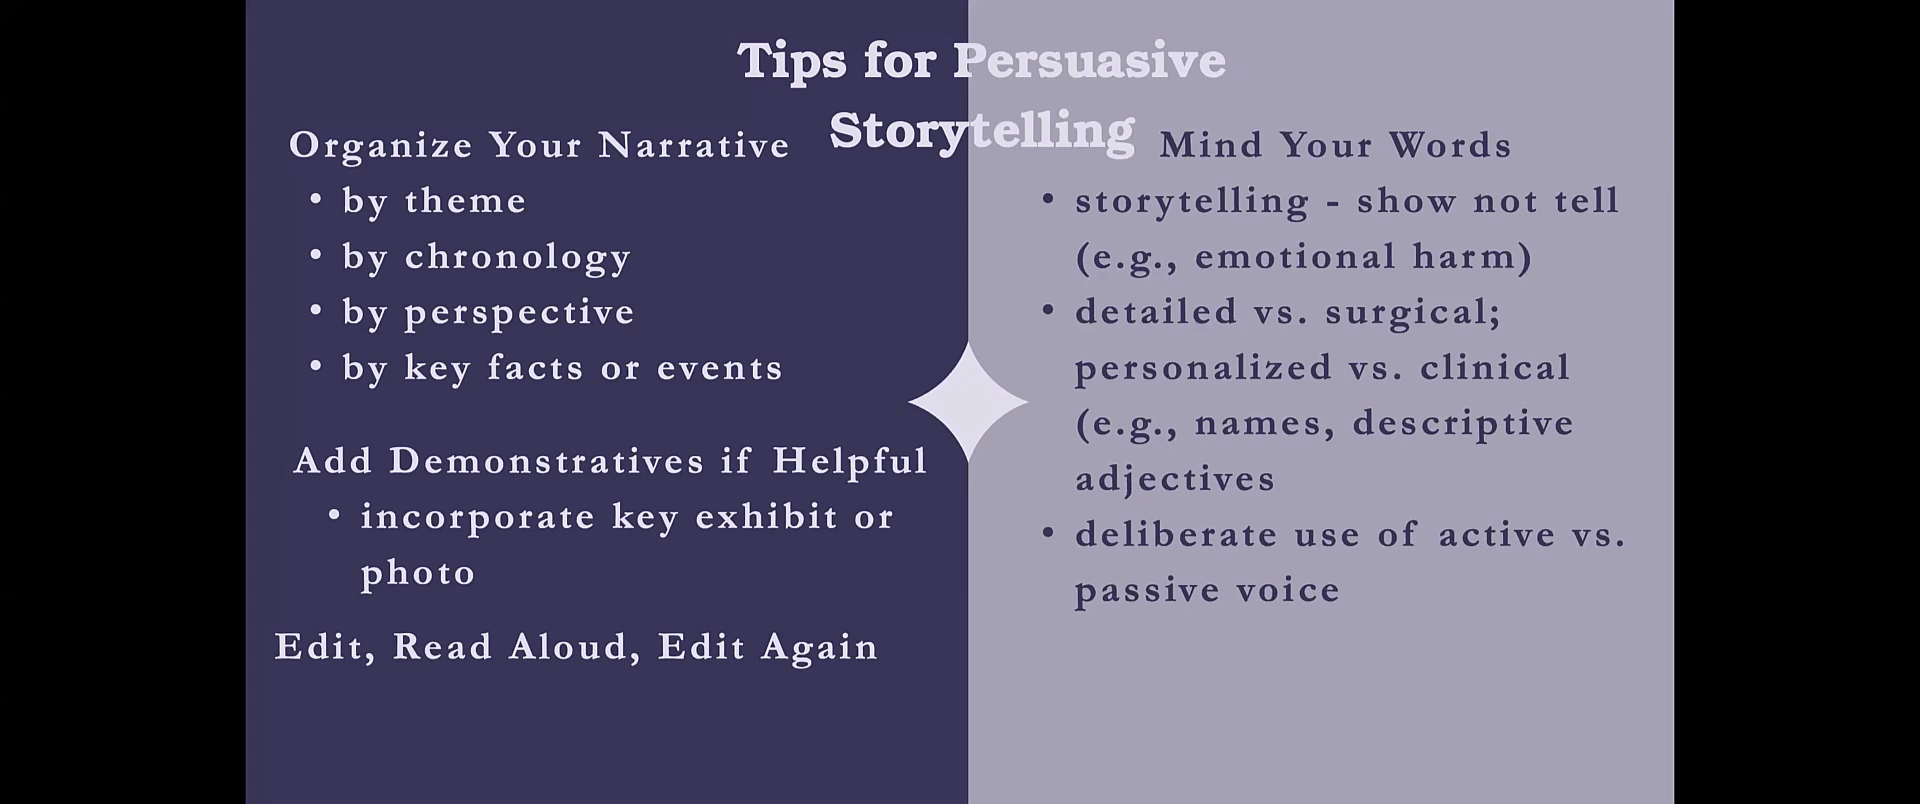 Tips for Persuasive
Storytelling
Organize Your Narrative
• by theme
• by chronology
• by perspective
• by key facts or events
Add Demonstratives if Helpful
• incorporate key exhibit or
photo
Edit, Read Aloud, Edit Again
Mind Your Words
• storytelling - show not tell
(e.g., emotional harm)
• detailed vs. surgical;
personalized vs. clinical
(e.g., names, descriptive
adjectives
• deliberate use of active vs.
passive voice